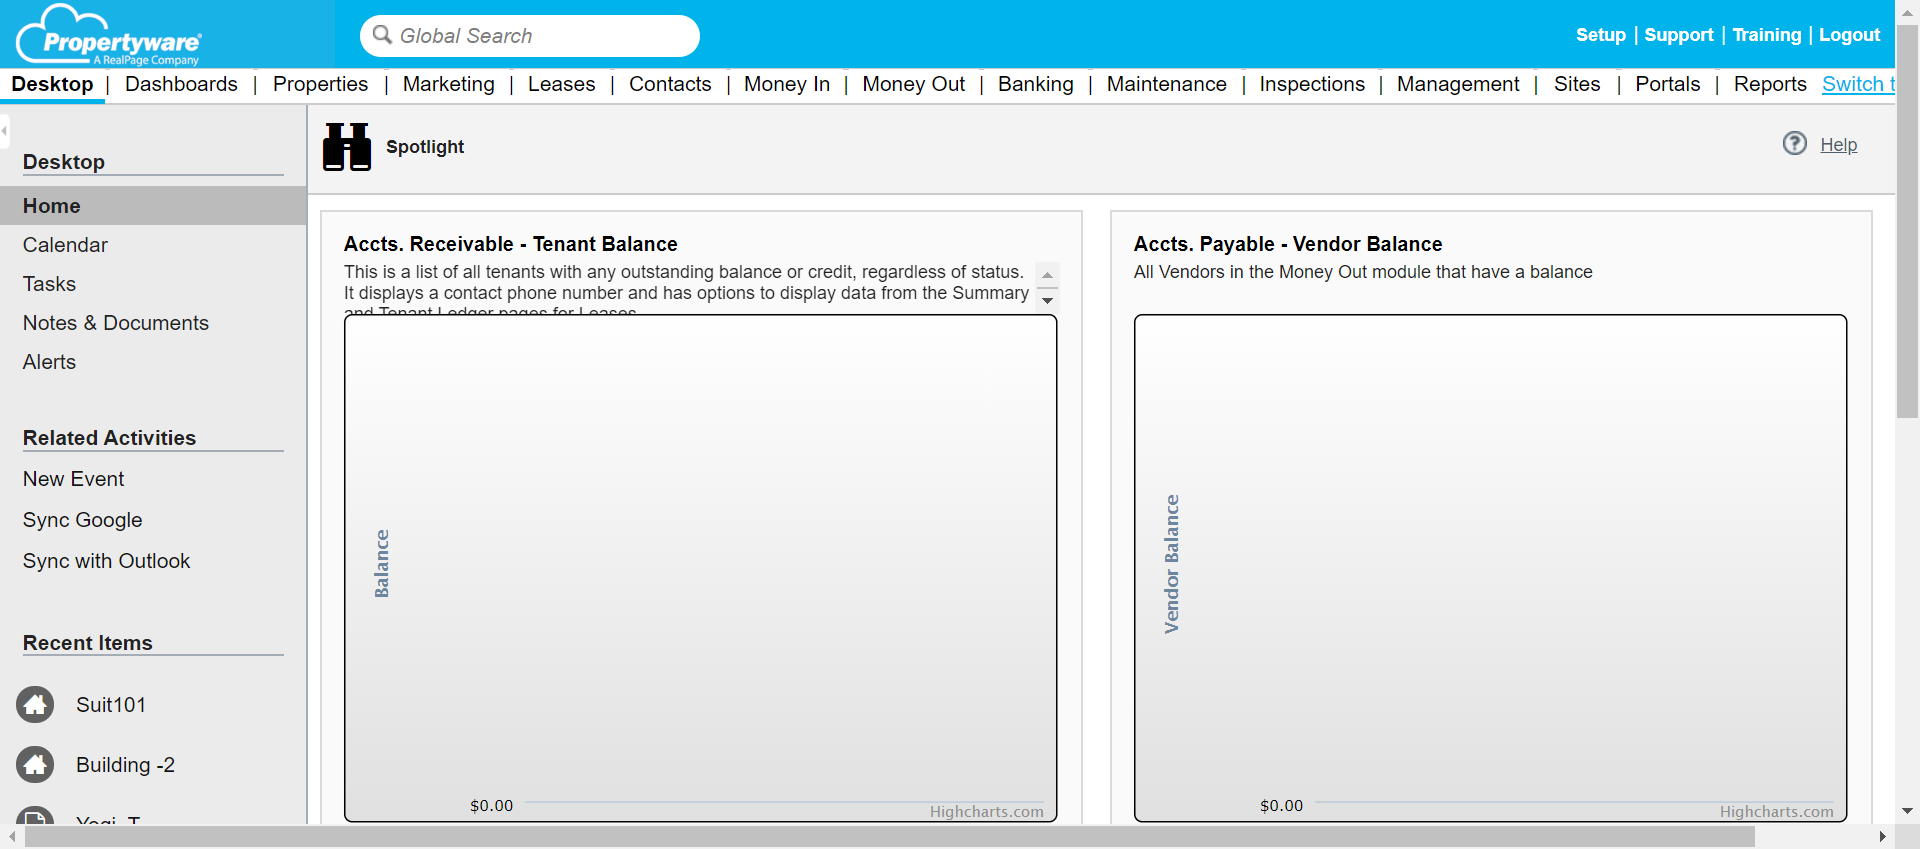 Propertyware
A RealPage Company
Global Search
Setup | Support | Training | Logout
Desktop | Dashboards | Properties | Marketing | Leases | Contacts | Money In | Money Out | Banking | Maintenance | Inspections | Management | Sites | Portals | Reports Switch t
Desktop
Home
Calendar
Tasks
Notes & Documents
Alerts
Related Activities
New Event
Sync Google
Sync with Outlook
Recent Items
Suit101
Building -2
Yogi T
Spotlight
Help
Accts. Receivable - Tenant Balance
This is a list of all tenants with any outstanding balance or credit, regardless of status.
It displays a contact phone number and has options to display data from the Summary
and Tenant Ledger pages for Leases
Balance
$0.00
Highcharts.com
Accts. Payable - Vendor Balance
All Vendors in the Money Out module that have a balance
Vendor Balance
$0.00
Highcharts.com